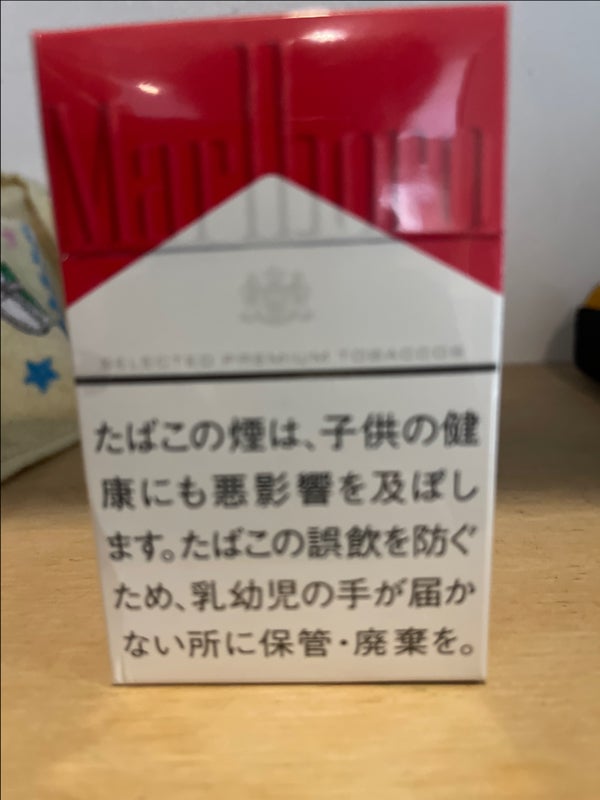 Marlboro
SELECTED PREMIUM TOBACCOS
たばこの煙は、子供の健
康にも悪影響を及ぼし
ます。たばこの誤飲を防ぐ
ため、乳幼児の手が届か
ない所に保管・廃棄を。